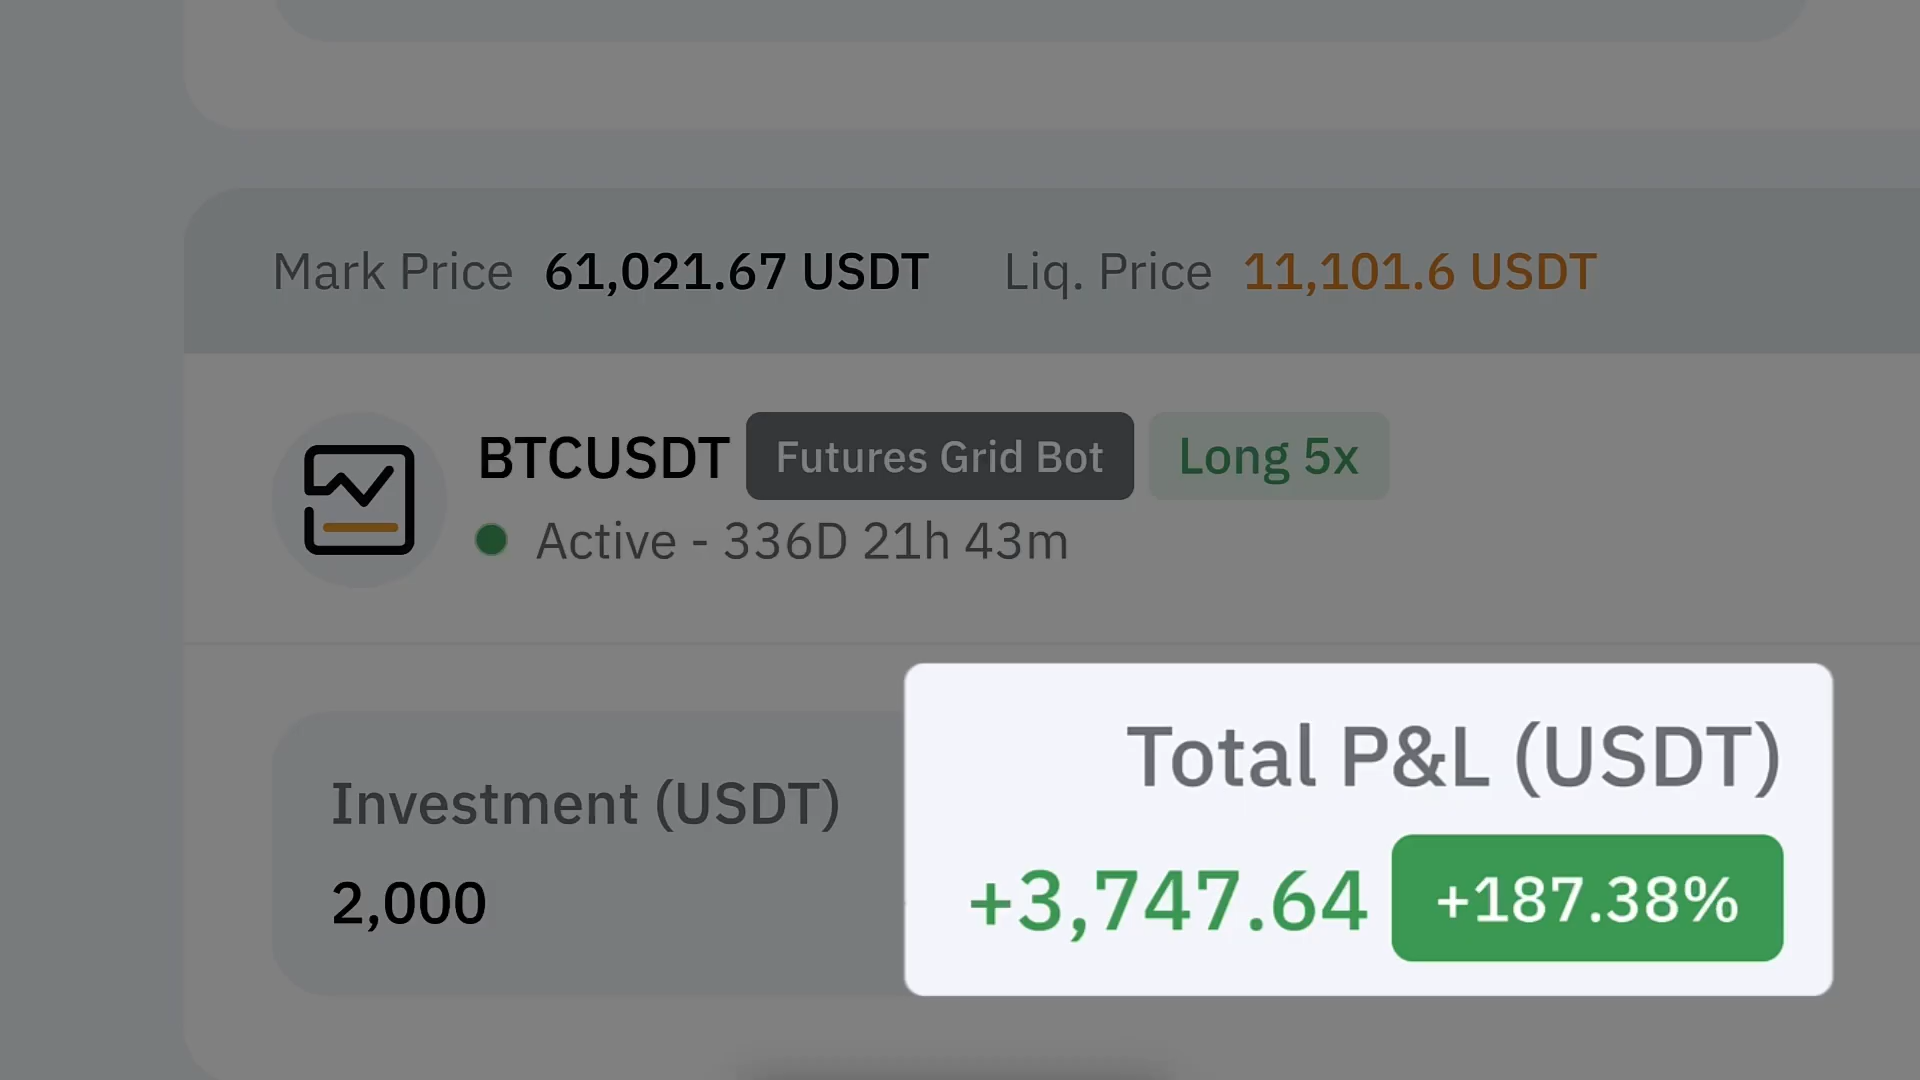 Mark Price 61,021.67 USDT Liq. Price 11,101.6 USDT
BTCUSDT Futures Grid Bot Long 5x
Active - 336D 21h 43m
Investment (USDT)
2,000
Total P&L (USDT)
+3,747.64 +187.38%